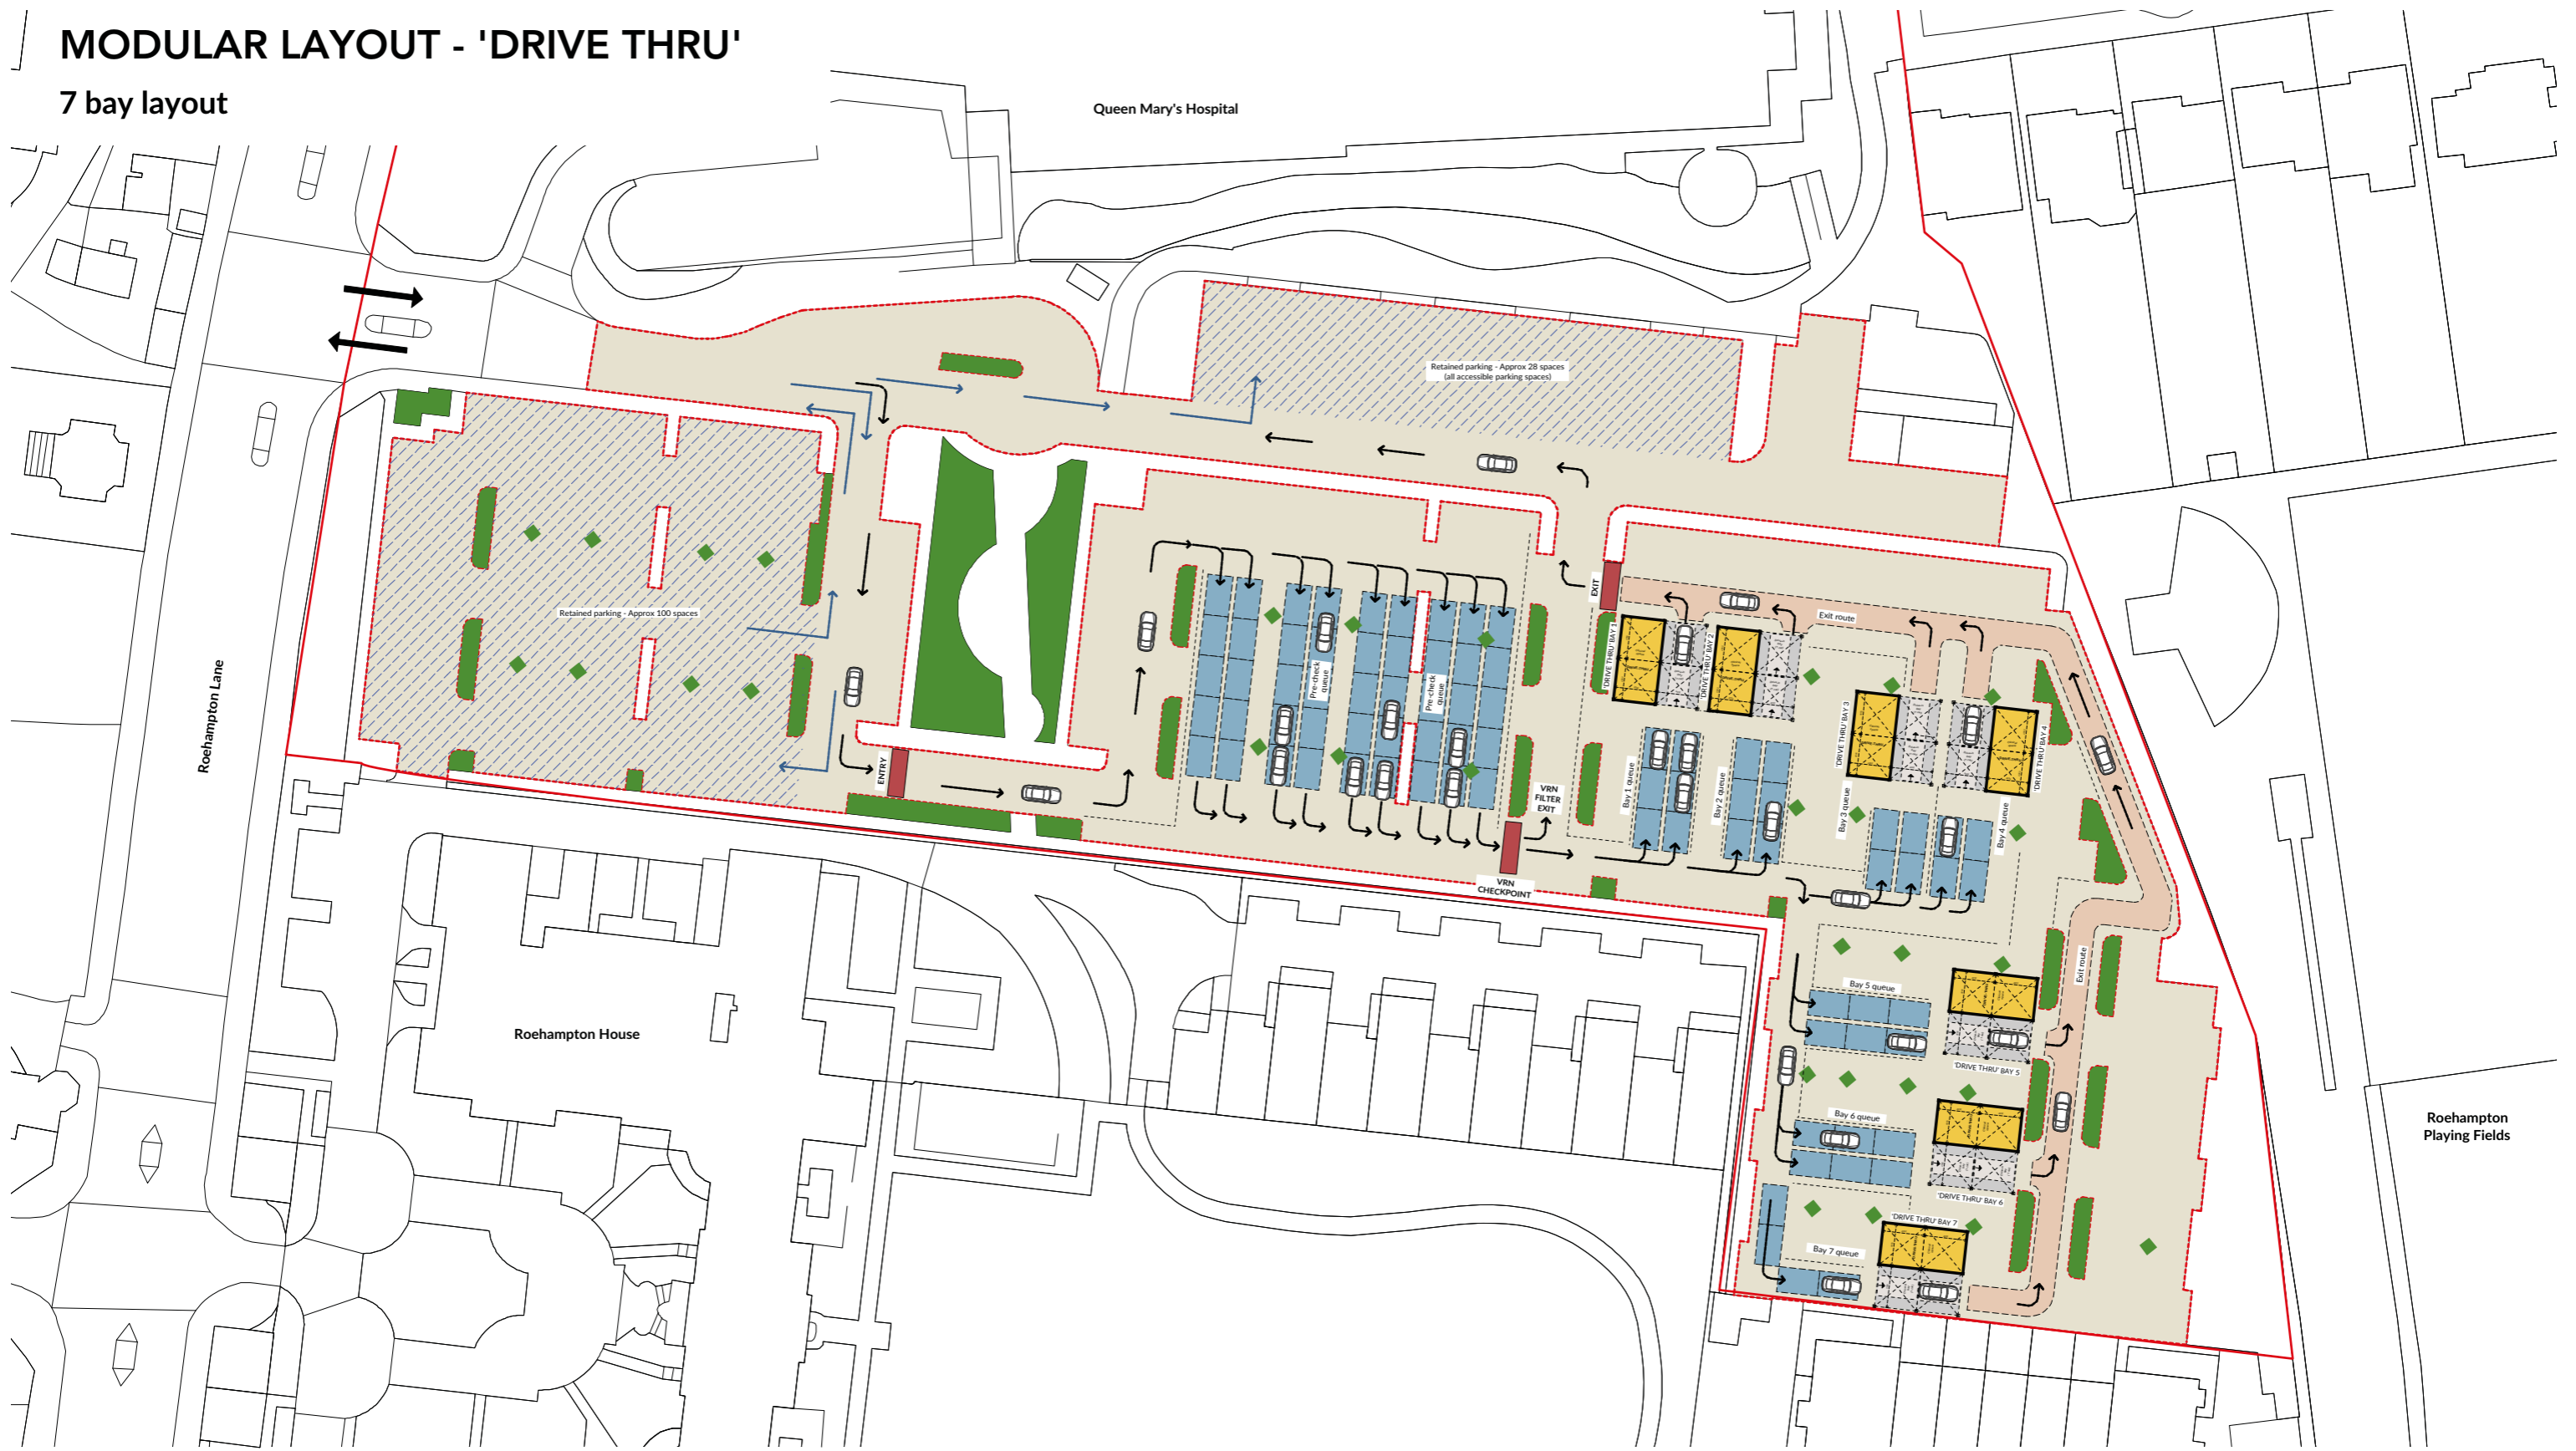 MODULAR LAYOUT - 'DRIVE THRU'
7 bay layout
Queen Mary's Hospital
Retained parking - Approx 28 spaces
(all accessible parking spaces)
Retained parking - Approx 100 spaces
Roehampton Lane
ENTRY
Pre-check
queue
Pre-check
queue
EXIT
Exit route
'DRIVE THRU' BAY 1
'DRIVE THRU' BAY 2
'DRIVE THRU' BAY 3
'DRIVE THRU' BAY 4
VRN
FILTER
EXIT
VRN
CHECKPOINT
Bay 1 queue
Bay 2 queue
Bay 3 queue
Bay 4 queue
Exit route
Bay 5 queue
'DRIVE THRU' BAY 5
Bay 6 queue
'DRIVE THRU' BAY 6
'DRIVE THRU' BAY 7
Bay 7 queue
Roehampton House
Roehampton
Playing Fields